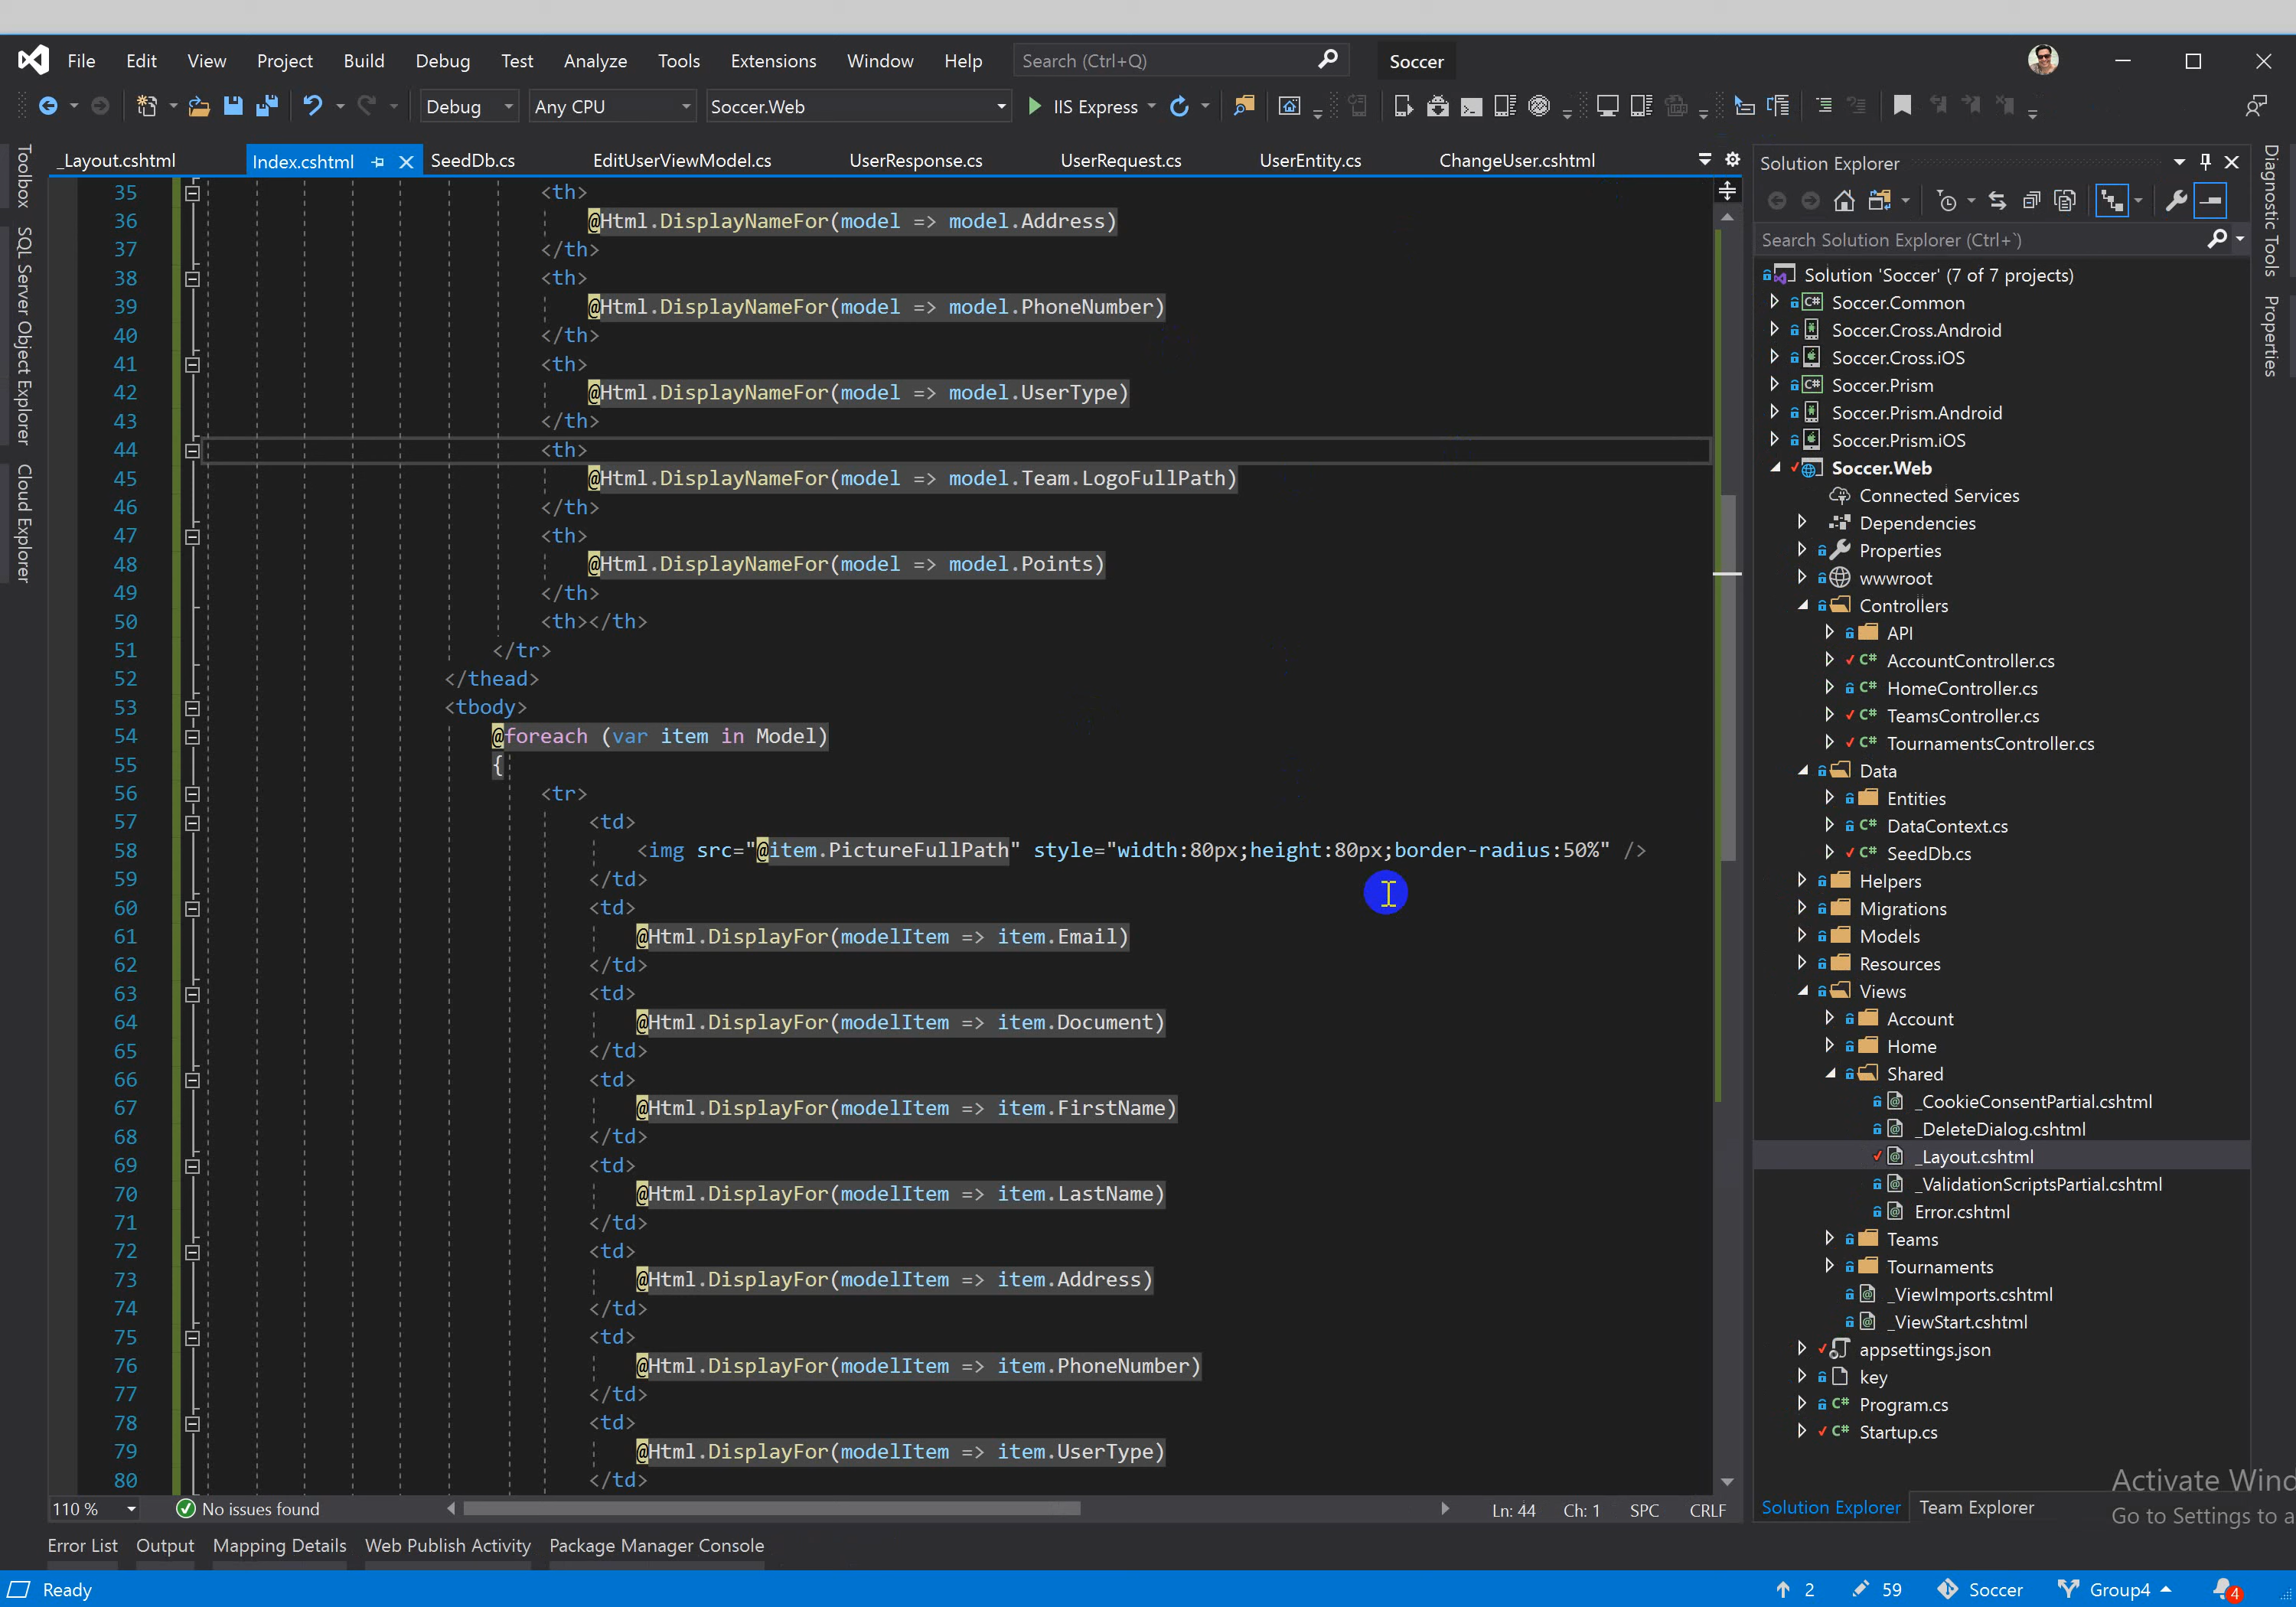 File Edit View Project Build Debug Test Analyze Tools Extensions Window Help Search (Ctrl+Q) Soccer
Debug Any CPU Soccer.Web IIS Express
_Layout.cshtml Index.cshtml SeedDb.cs EditUserViewModel.cs UserResponse.cs UserRequest.cs UserEntity.cs ChangeUser.cshtml
Toolbox
SQL Server Object Explorer
Cloud Explorer
35 <th>
36 @Html.DisplayNameFor(model => model.Address)
37 </th>
38 <th>
39 @Html.DisplayNameFor(model => model.PhoneNumber)
40 </th>
41 <th>
42 @Html.DisplayNameFor(model => model.UserType)
43 </th>
44 <th>
45 @Html.DisplayNameFor(model => model.Team.LogoFullPath)
46 </th>
47 <th>
48 @Html.DisplayNameFor(model => model.Points)
49 </th>
50 <th></th>
51 </tr>
52 </thead>
53 <tbody>
54 @foreach (var item in Model)
55 {
56 <tr>
57 <td>
58 <img src="@item.PictureFullPath" style="width:80px;height:80px;border-radius:50%" />
59 </td>
60 <td>
61 @Html.DisplayFor(modelItem => item.Email)
62 </td>
63 <td>
64 @Html.DisplayFor(modelItem => item.Document)
65 </td>
66 <td>
67 @Html.DisplayFor(modelItem => item.FirstName)
68 </td>
69 <td>
70 @Html.DisplayFor(modelItem => item.LastName)
71 </td>
72 <td>
73 @Html.DisplayFor(modelItem => item.Address)
74 </td>
75 <td>
76 @Html.DisplayFor(modelItem => item.PhoneNumber)
77 </td>
78 <td>
79 @Html.DisplayFor(modelItem => item.UserType)
80 </td>
110 % No issues found Ln: 44 Ch: 1 SPC CRLF
Solution Explorer
Search Solution Explorer (Ctrl+`)
Solution 'Soccer' (7 of 7 projects)
C# Soccer.Common
Soccer.Cross.Android
Soccer.Cross.iOS
C# Soccer.Prism
Soccer.Prism.Android
Soccer.Prism.iOS
Soccer.Web
Connected Services
Dependencies
Properties
wwwroot
Controllers
API
C# AccountController.cs
C# HomeController.cs
C# TeamsController.cs
C# TournamentsController.cs
Data
Entities
C# DataContext.cs
C# SeedDb.cs
Helpers
Migrations
Models
Resources
Views
Account
Home
Shared
_CookieConsentPartial.cshtml
_DeleteDialog.cshtml
_Layout.cshtml
_ValidationScriptsPartial.cshtml
Error.cshtml
Teams
Tournaments
_ViewImports.cshtml
_ViewStart.cshtml
appsettings.json
key
C# Program.cs
C# Startup.cs
Solution Explorer Team Explorer
Diagnostic Tools
Properties
Activate Wind
Go to Settings to a
Error List Output Mapping Details Web Publish Activity Package Manager Console
Ready 2 59 Soccer Group4 4